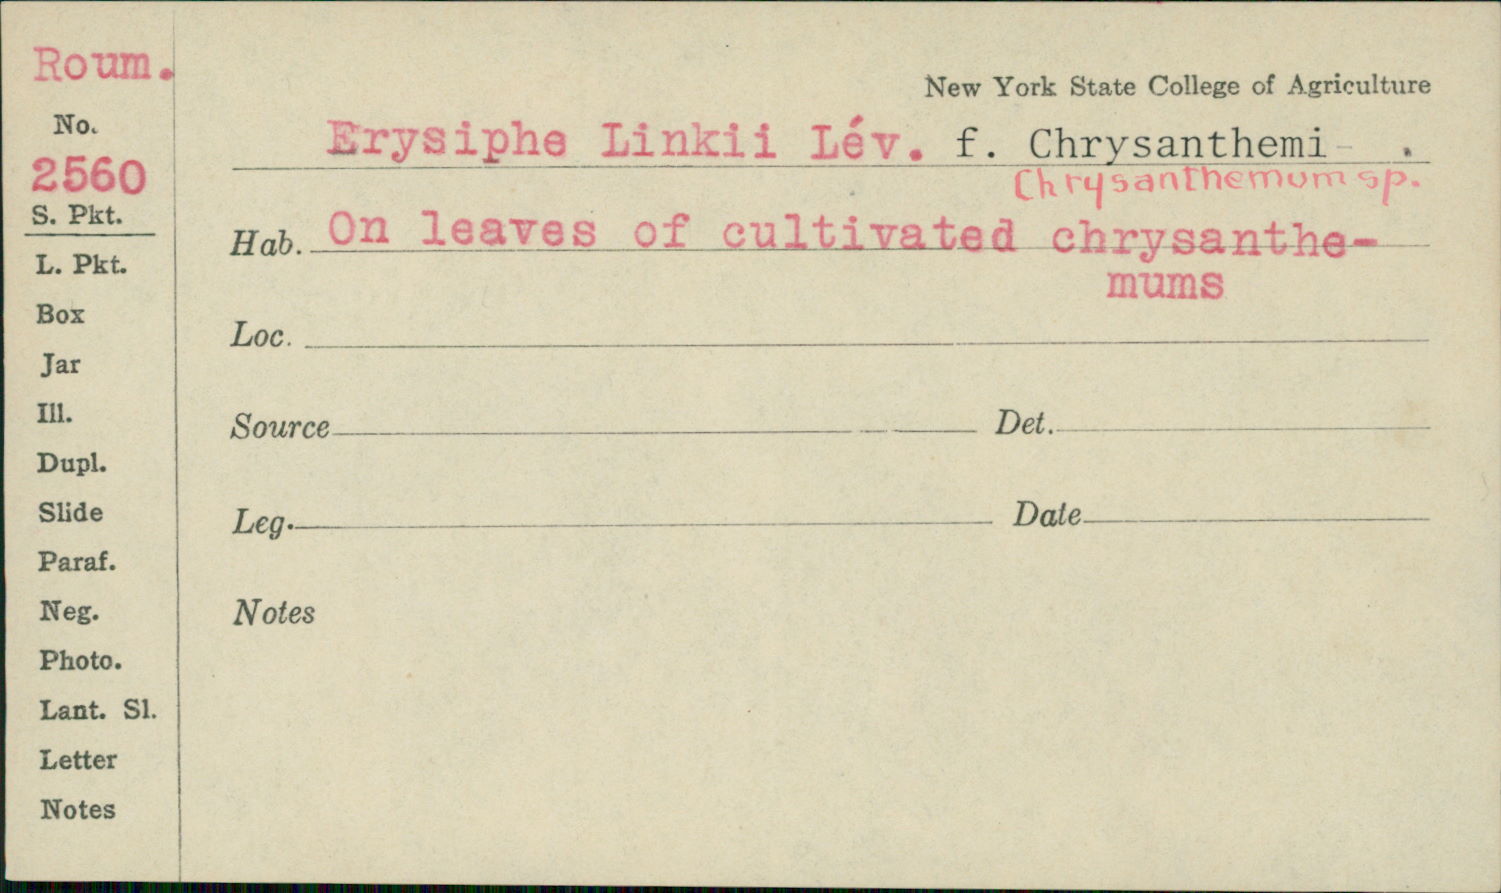 Roum.
No.
2560
S. Pkt.
L. Pkt.
Box
Jar
Ill.
Dupl.
Slide
Paraf.
Neg.
Photo.
Lant. Sl.
Letter
Notes
New York State College of Agriculture
Erysiphe Linkii Lév. f. Chrysanthemi .
Chrysanthemum sp.
Hab. On leaves of cultivated chrysanthe-
mums
Loc.
Source Det.
Leg. Date
Notes